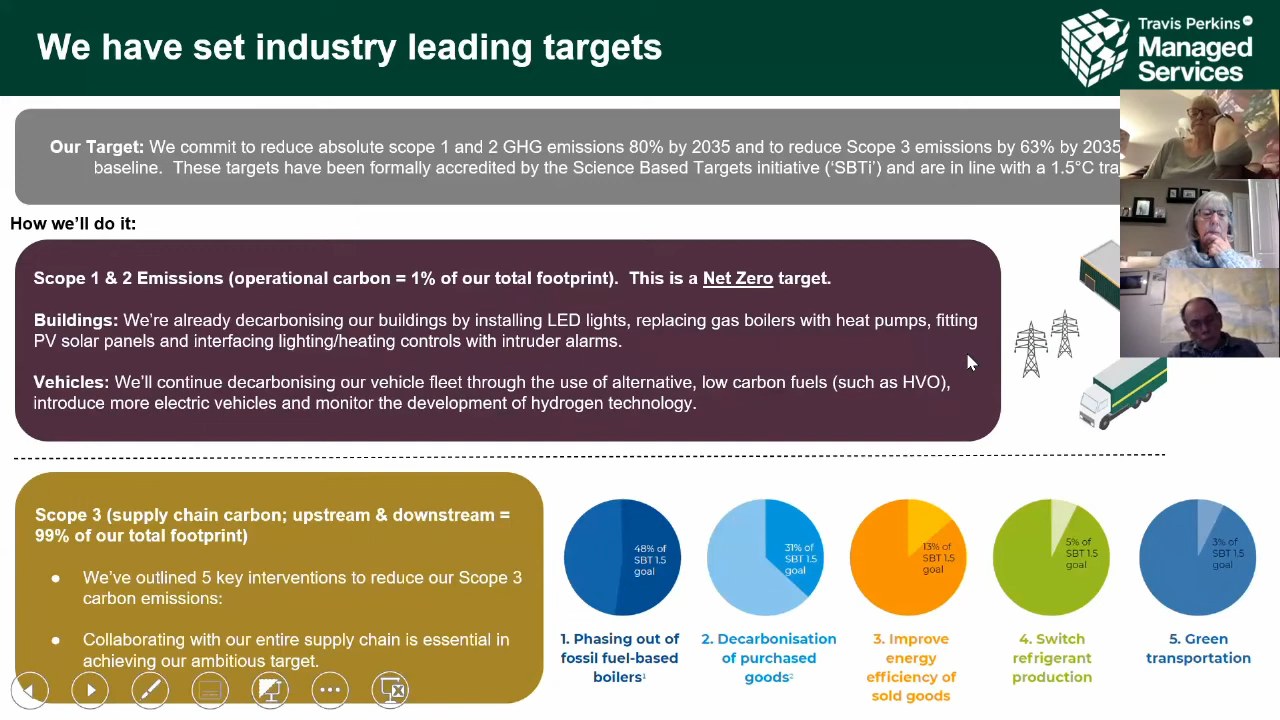 We have set industry leading targets
Travis Perkins
Managed
Services
Our Target: We commit to reduce absolute scope 1 and 2 GHG emissions 80% by 2035 and to reduce Scope 3 emissions by 63% by 2035
baseline. These targets have been formally accredited by the Science Based Targets initiative (‘SBTi’) and are in line with a 1.5°C
How we’ll do it:
Scope 1 & 2 Emissions (operational carbon = 1% of our total footprint). This is a Net Zero target.
Buildings: We’re already decarbonising our buildings by installing LED lights, replacing gas boilers with heat pumps, fitting
PV solar panels and interfacing lighting/heating controls with intruder alarms.
Vehicles: We’ll continue decarbonising our vehicle fleet through the use of alternative, low carbon fuels (such as HVO),
introduce more electric vehicles and monitor the development of hydrogen technology.
Scope 3 (supply chain carbon; upstream & downstream =
99% of our total footprint)
● We’ve outlined 5 key interventions to reduce our Scope 3
carbon emissions:
● Collaborating with our entire supply chain is essential in
achieving our ambitious target.
48% of
SBT 1.5
goal
31% of
SBT 1.5
goal
13% of
SBT 1.5
goal
5% of
SBT 1.5
goal
3% of
SBT 1.5
goal
1. Phasing out of
fossil fuel-based
boilers¹
2. Decarbonisation
of purchased
goods²
3. Improve
energy
efficiency of
sold goods
4. Switch
refrigerant
production
5. Green
transportation